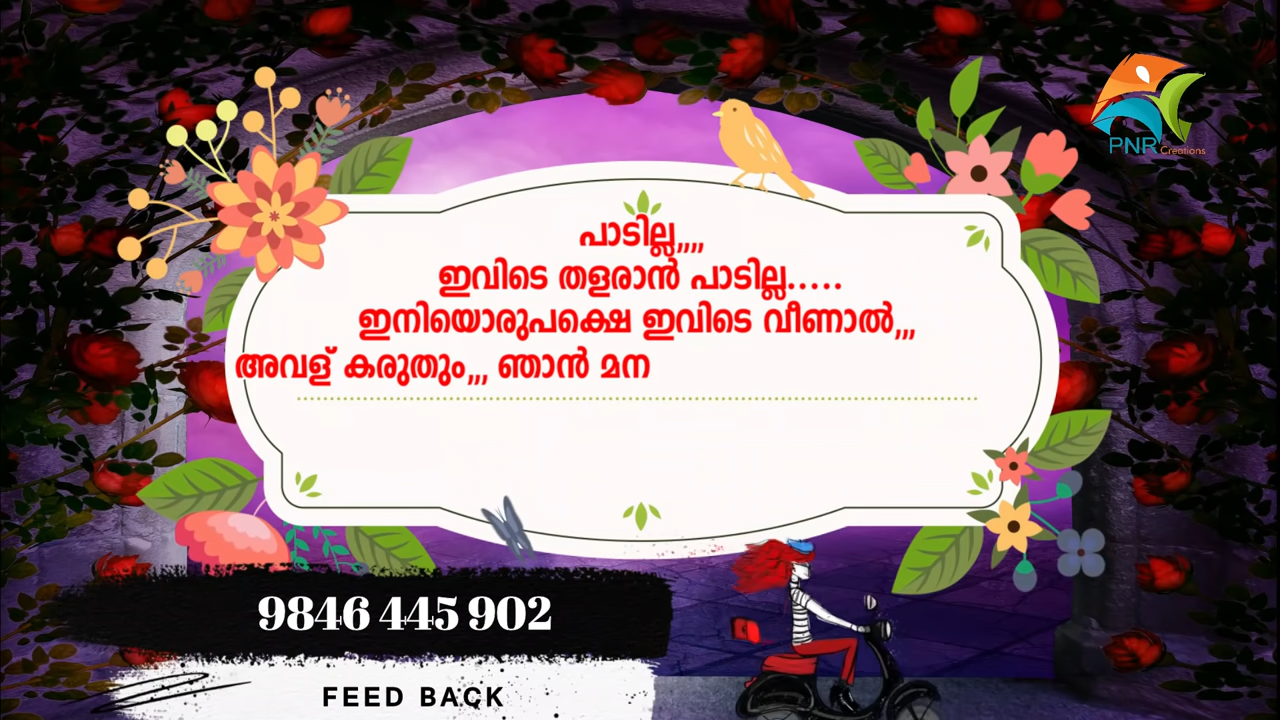 PNR Creations
പാടില്ല,,,,
ഇവിടെ തളരാൻ പാടില്ല.....
ഇനിയൊരുപക്ഷെ ഇവിടെ വീണാൽ,,,
അവള് കരുതും,,, ഞാൻ മന
9846 445 902
FEED BACK